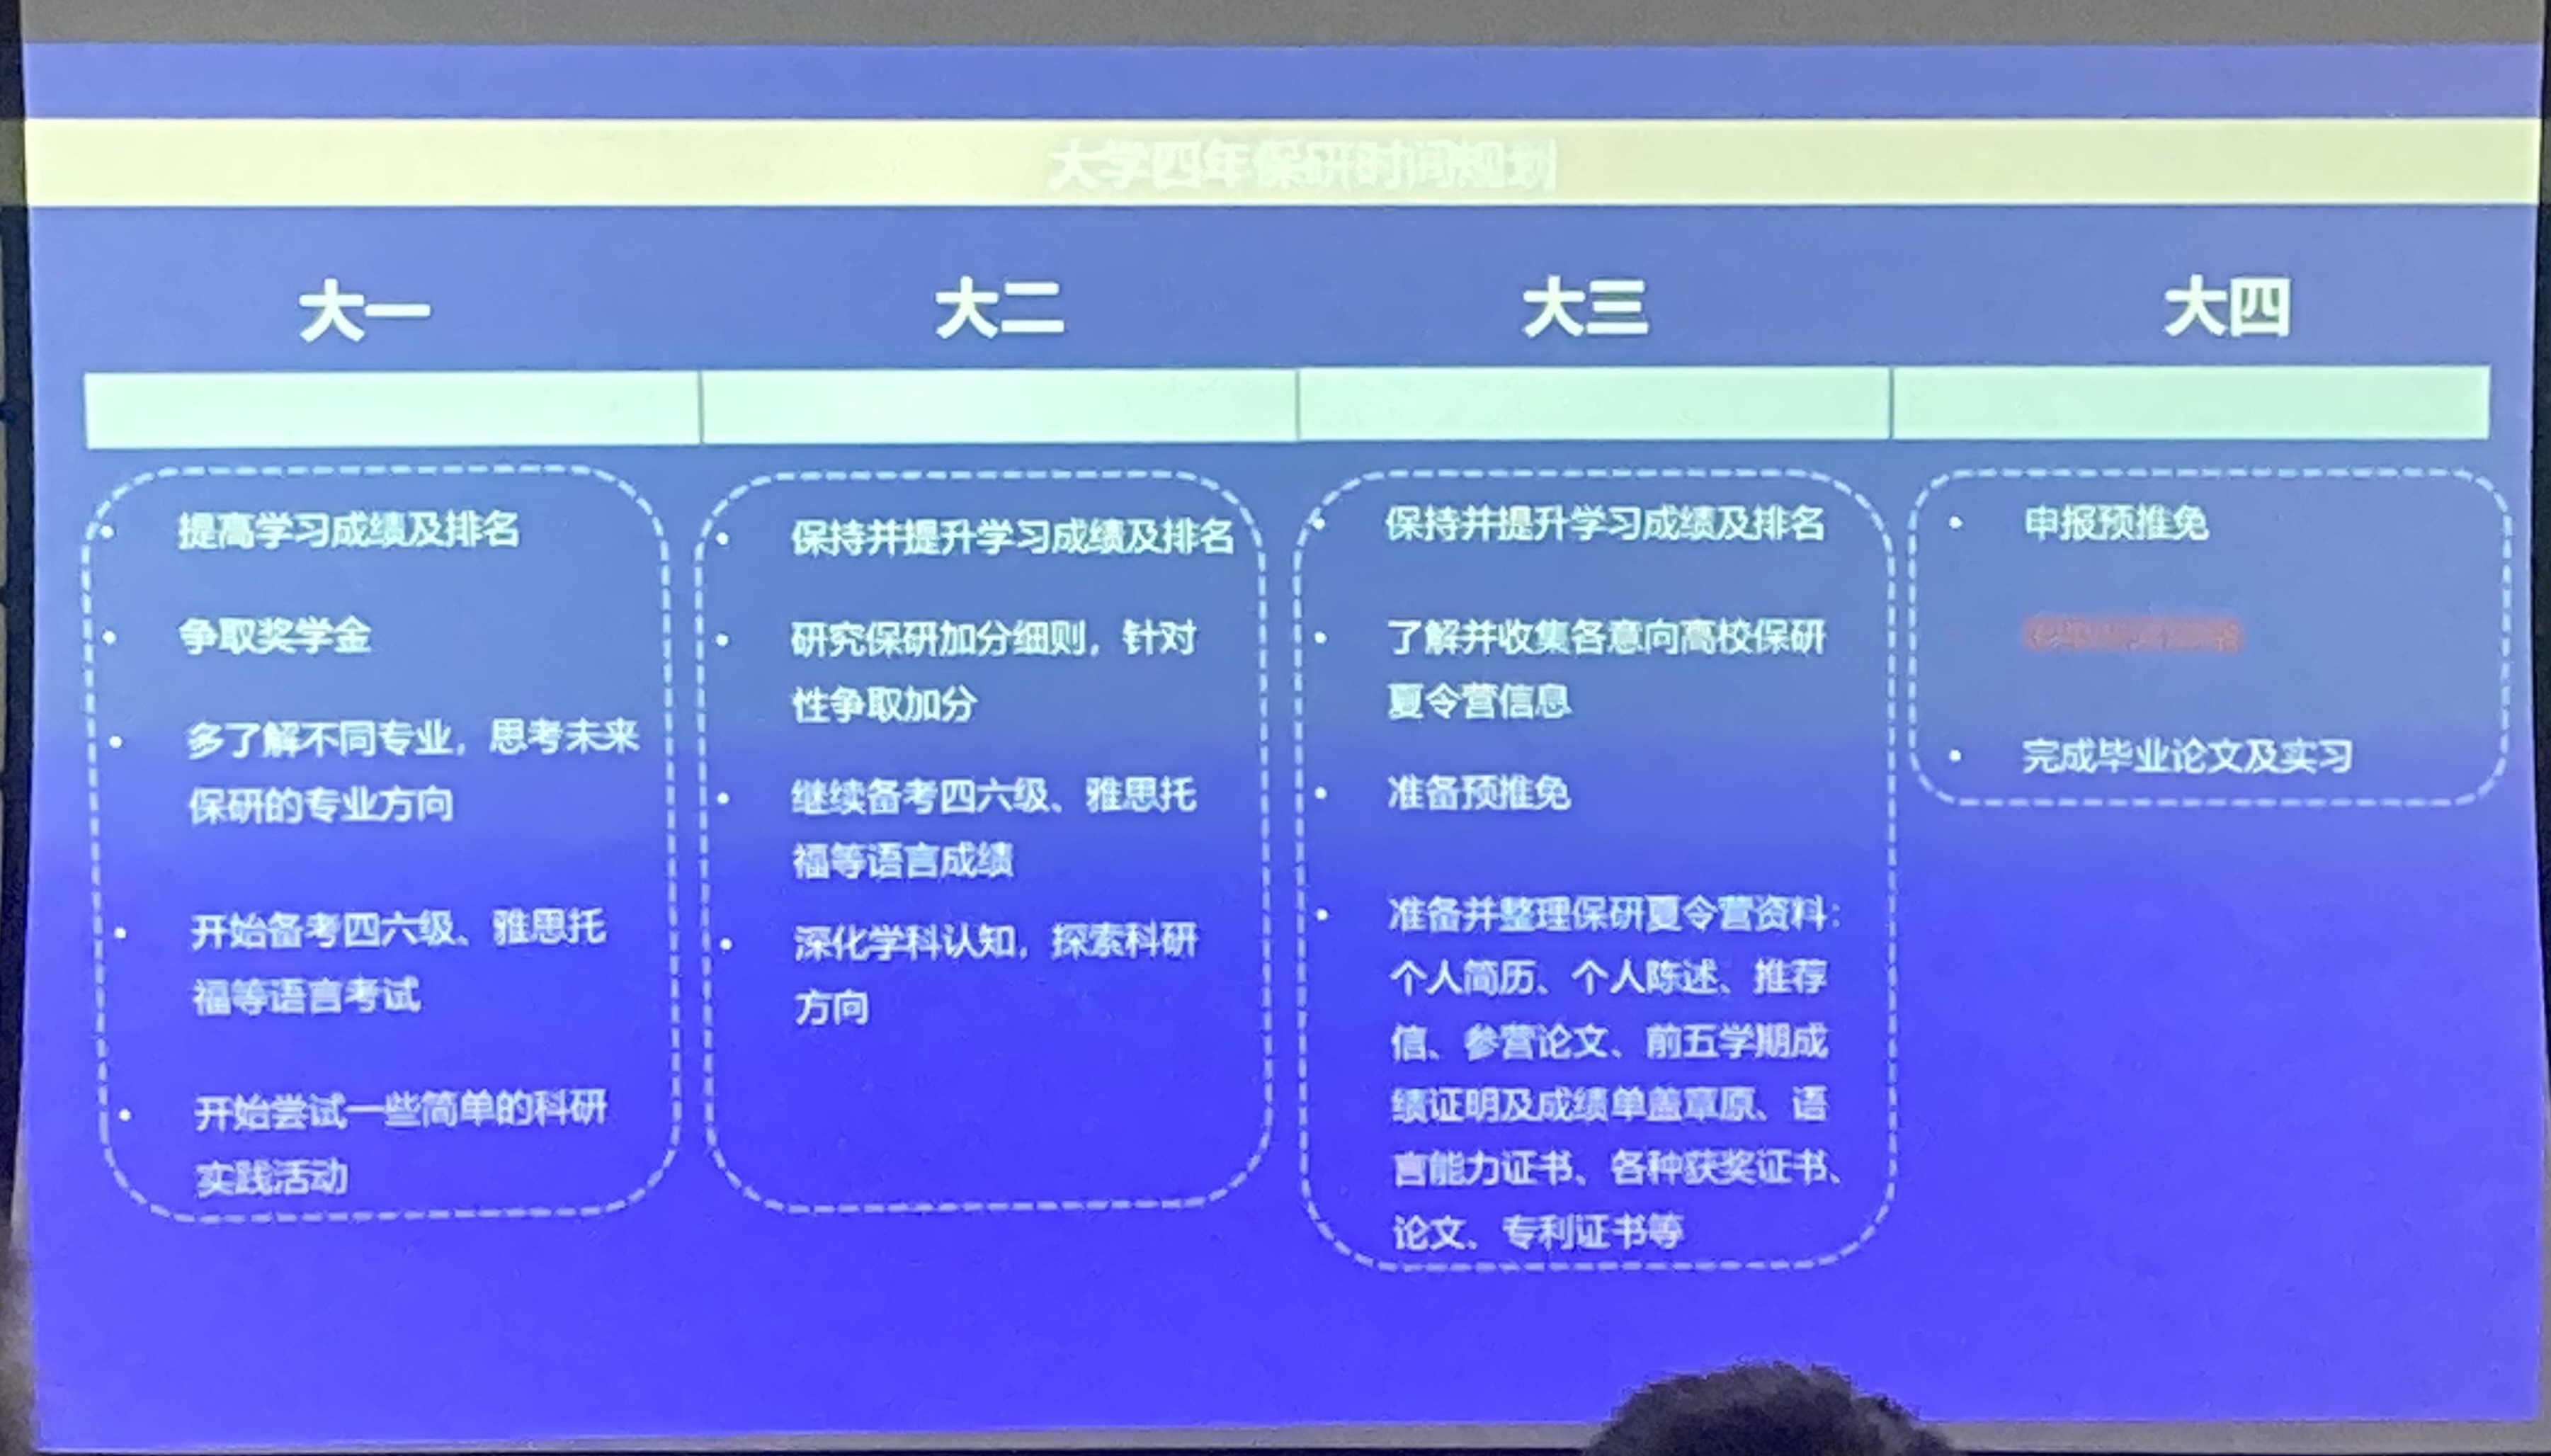 大学四年保研时间规划
大一
大二
大三
大四
• 提高学习成绩及排名
• 争取奖学金
• 多了解不同专业，思考未来
保研的专业方向
• 开始备考四六级、雅思托
福等语言考试
• 开始尝试一些简单的科研
实践活动
• 保持并提升学习成绩及排名
• 研究保研加分细则，针对
性争取加分
• 继续备考四六级、雅思托
福等语言成绩
• 深化学科认知，探索科研
方向
• 保持并提升学习成绩及排名
• 了解并收集各意向高校保研
夏令营信息
• 准备预推免
• 准备并整理保研夏令营资料：
个人简历、个人陈述、推荐
信、参营论文、前五学期成
绩证明及成绩单盖章原、语
言能力证书、各种获奖证书、
论文、专利证书等
• 申报预推免
• 完成毕业论文及实习